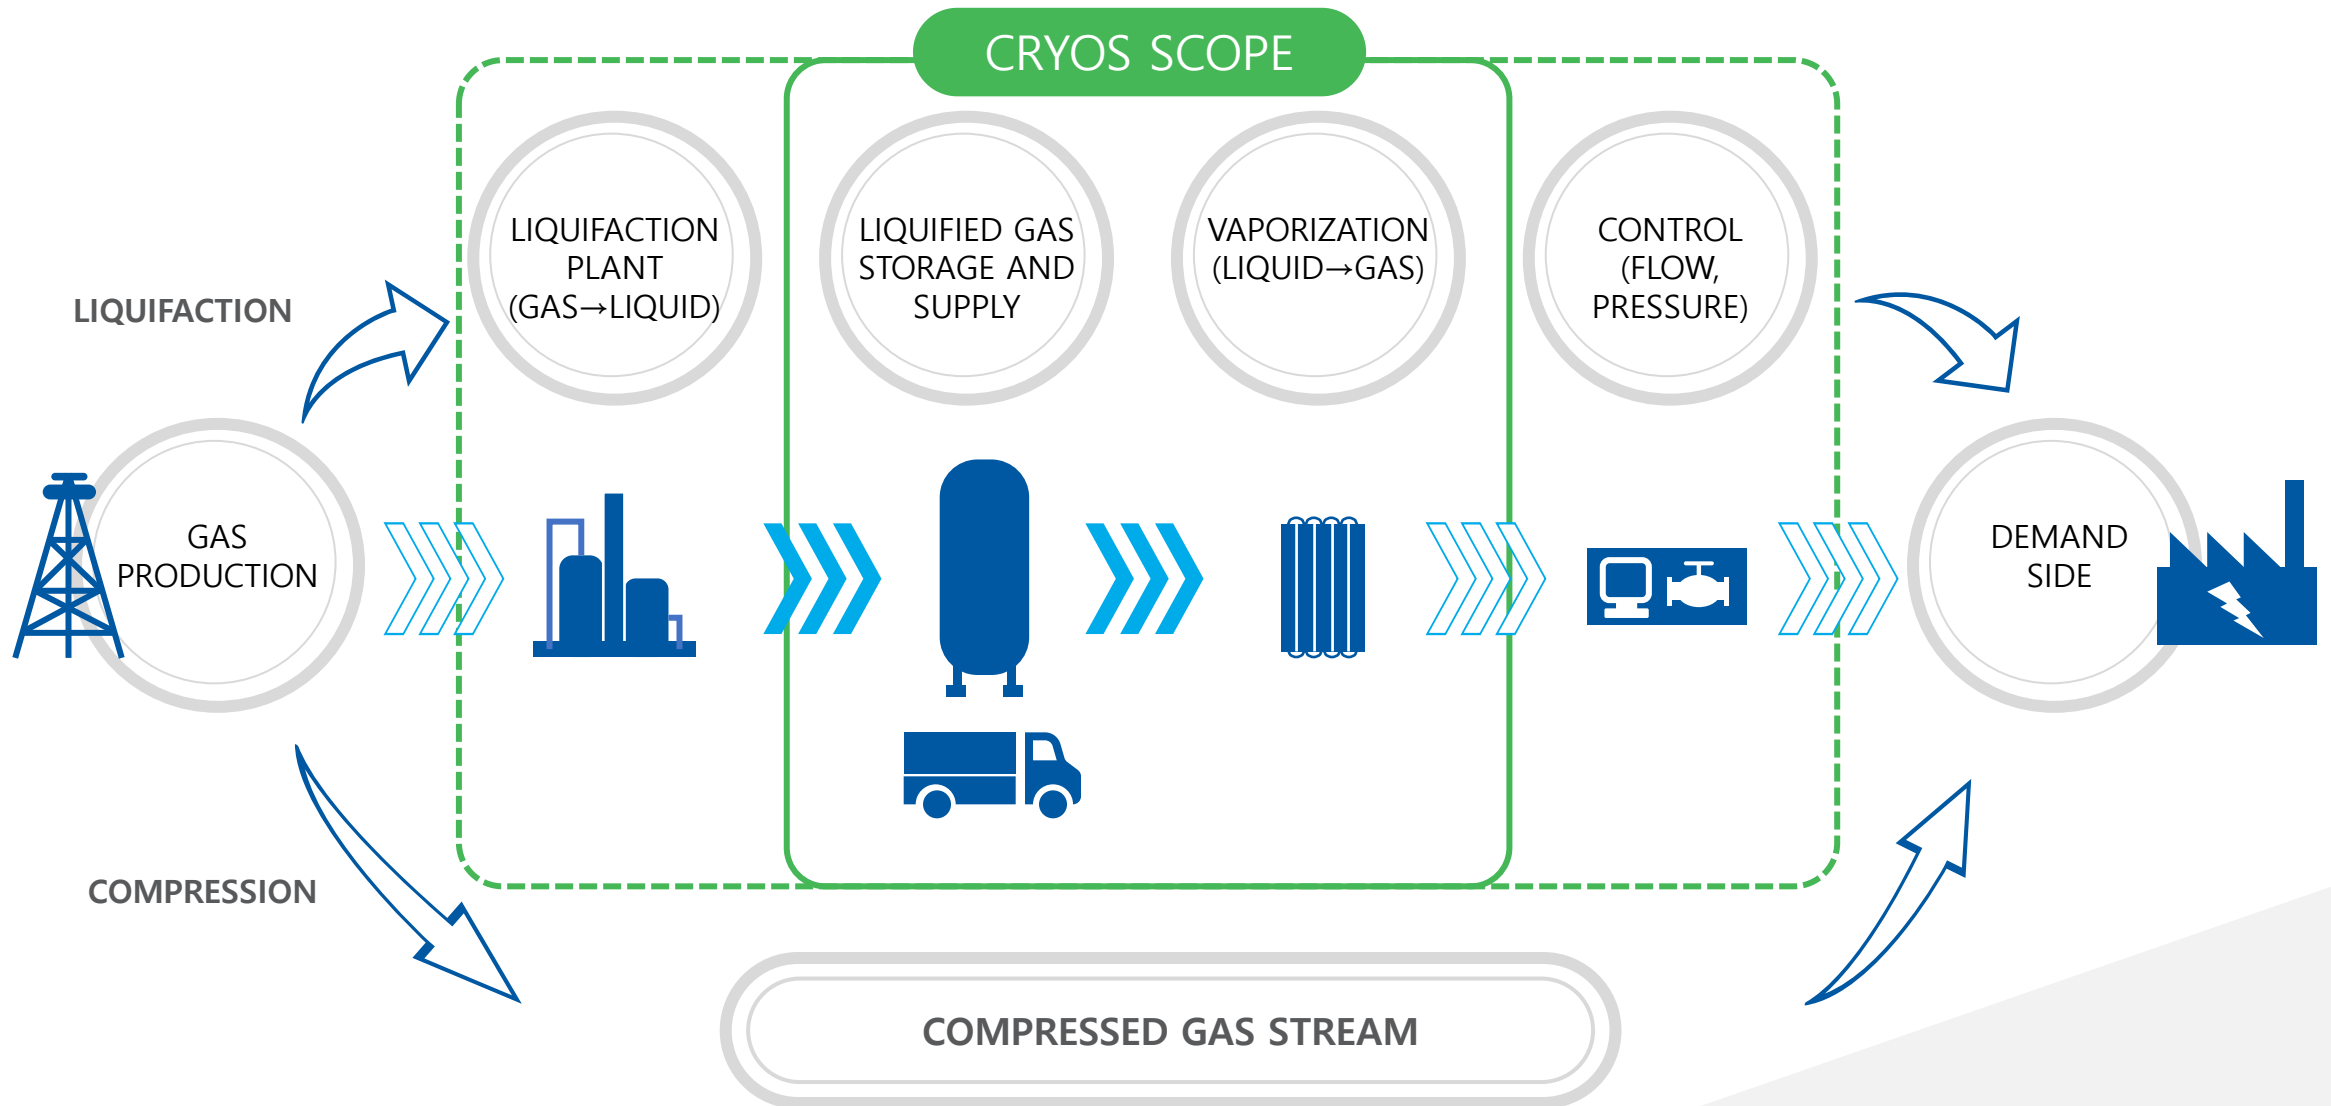 CRYOS SCOPE
LIQUIFACTION
PLANT
(GAS→LIQUID)
LIQUIFIED GAS
STORAGE AND
SUPPLY
VAPORIZATION
(LIQUID→GAS)
CONTROL
(FLOW,
PRESSURE)
LIQUIFACTION
GAS
PRODUCTION
DEMAND
SIDE
COMPRESSION
COMPRESSED GAS STREAM